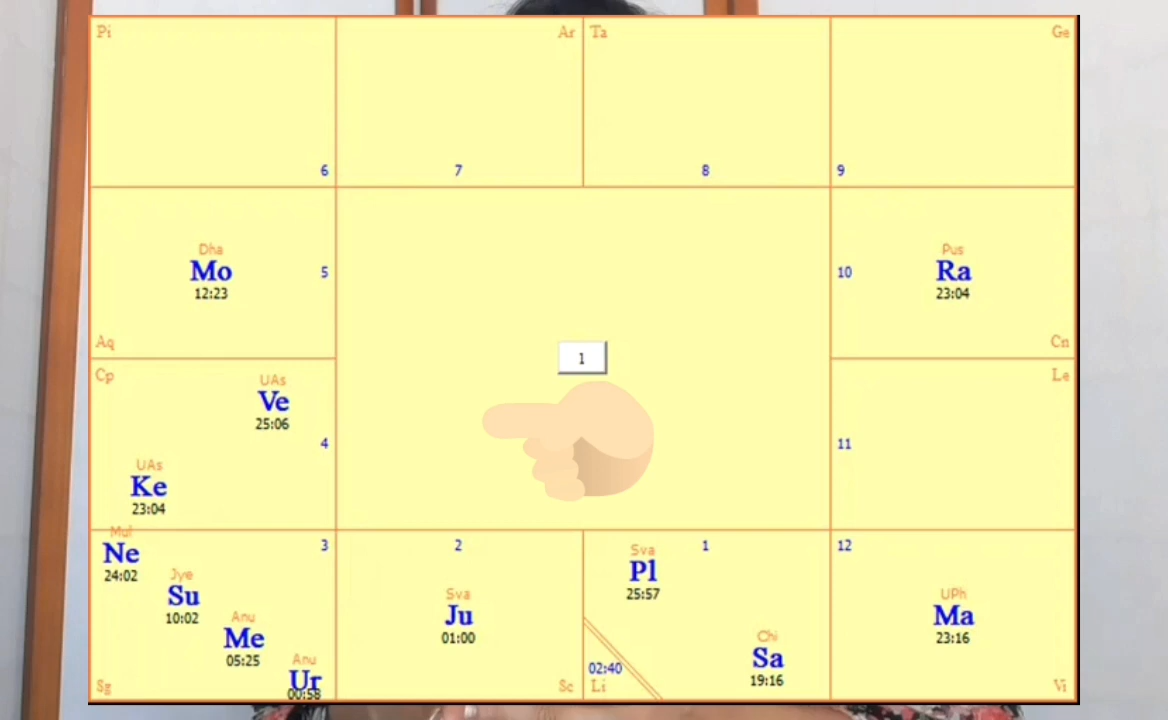 Pi
6
Ar
7
Ta
8
Ge
9
Dha
Mo
12:23
5
Aq
Pus
Ra
23:04
10
Cn
1
Cp
UAs
Ve
25:06
4
UAs
Ke
23:04
Le
11
Mul
Ne
24:02
3
Jye
Su
10:02
Anu
Me
05:25
Anu
Ur
00:58
Sg
2
Sva
Ju
01:00
Sc
1
Sva
Pl
25:57
Chi
Sa
19:16
02:40
Li
12
UPh
Ma
23:16
Vi